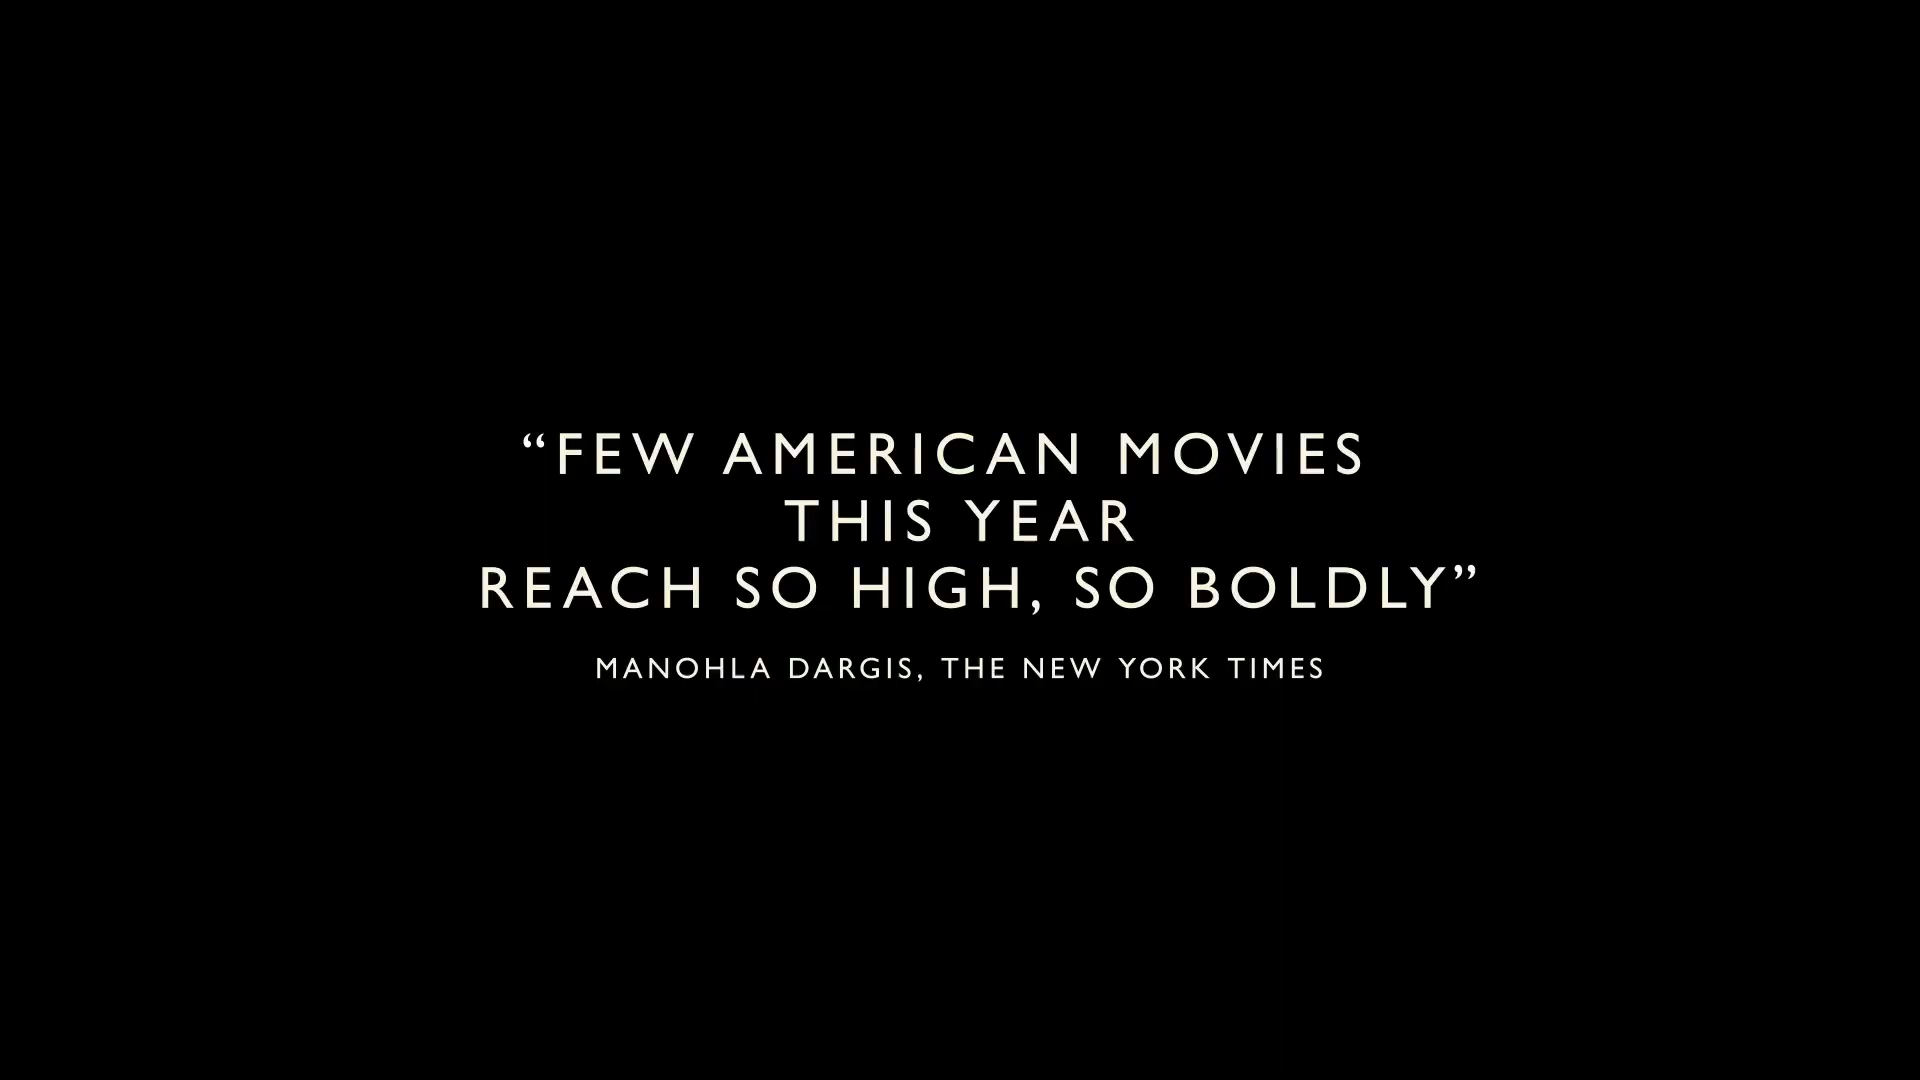 “FEW AMERICAN MOVIES
THIS YEAR
REACH SO HIGH, SO BOLDLY”
MANOHLA DARGIS, THE NEW YORK TIMES